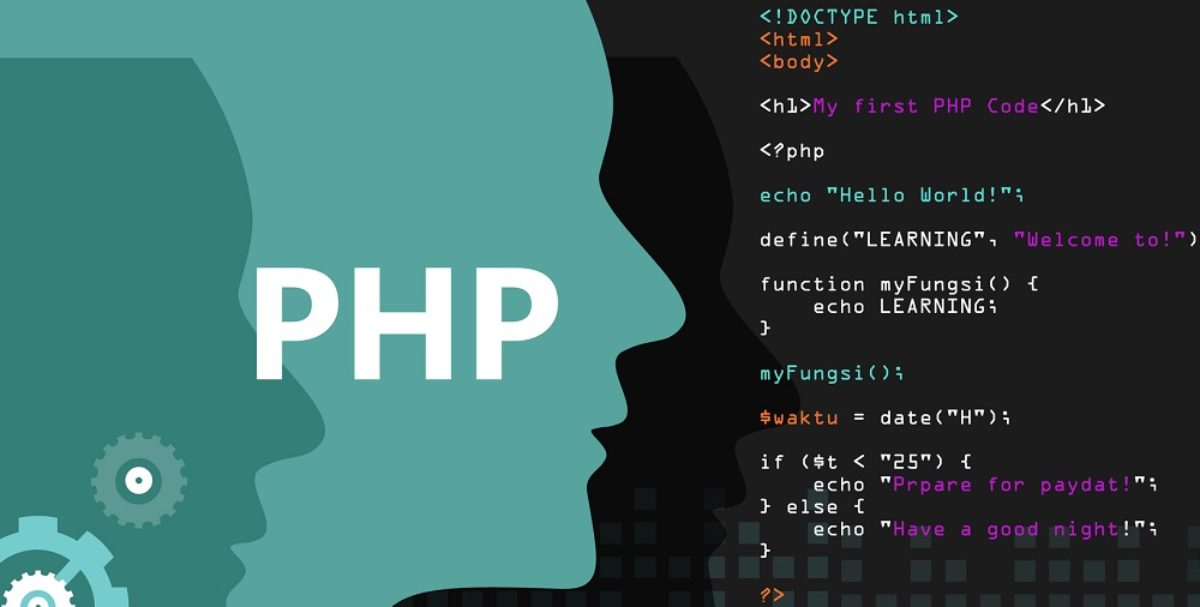 PHP
<!DOCTYPE html>
<html>
<body>
<h1>My first PHP Code</h1>
<?php
echo "Hello World!";
define("LEARNING", "Welcome to!")
function myFungsi() {
echo LEARNING;
}
myFungsi();
$waktu = date("H");
if ($t < "25") {
echo "Prpare for paydat!";
} else {
echo "Have a good night!";
}
?>